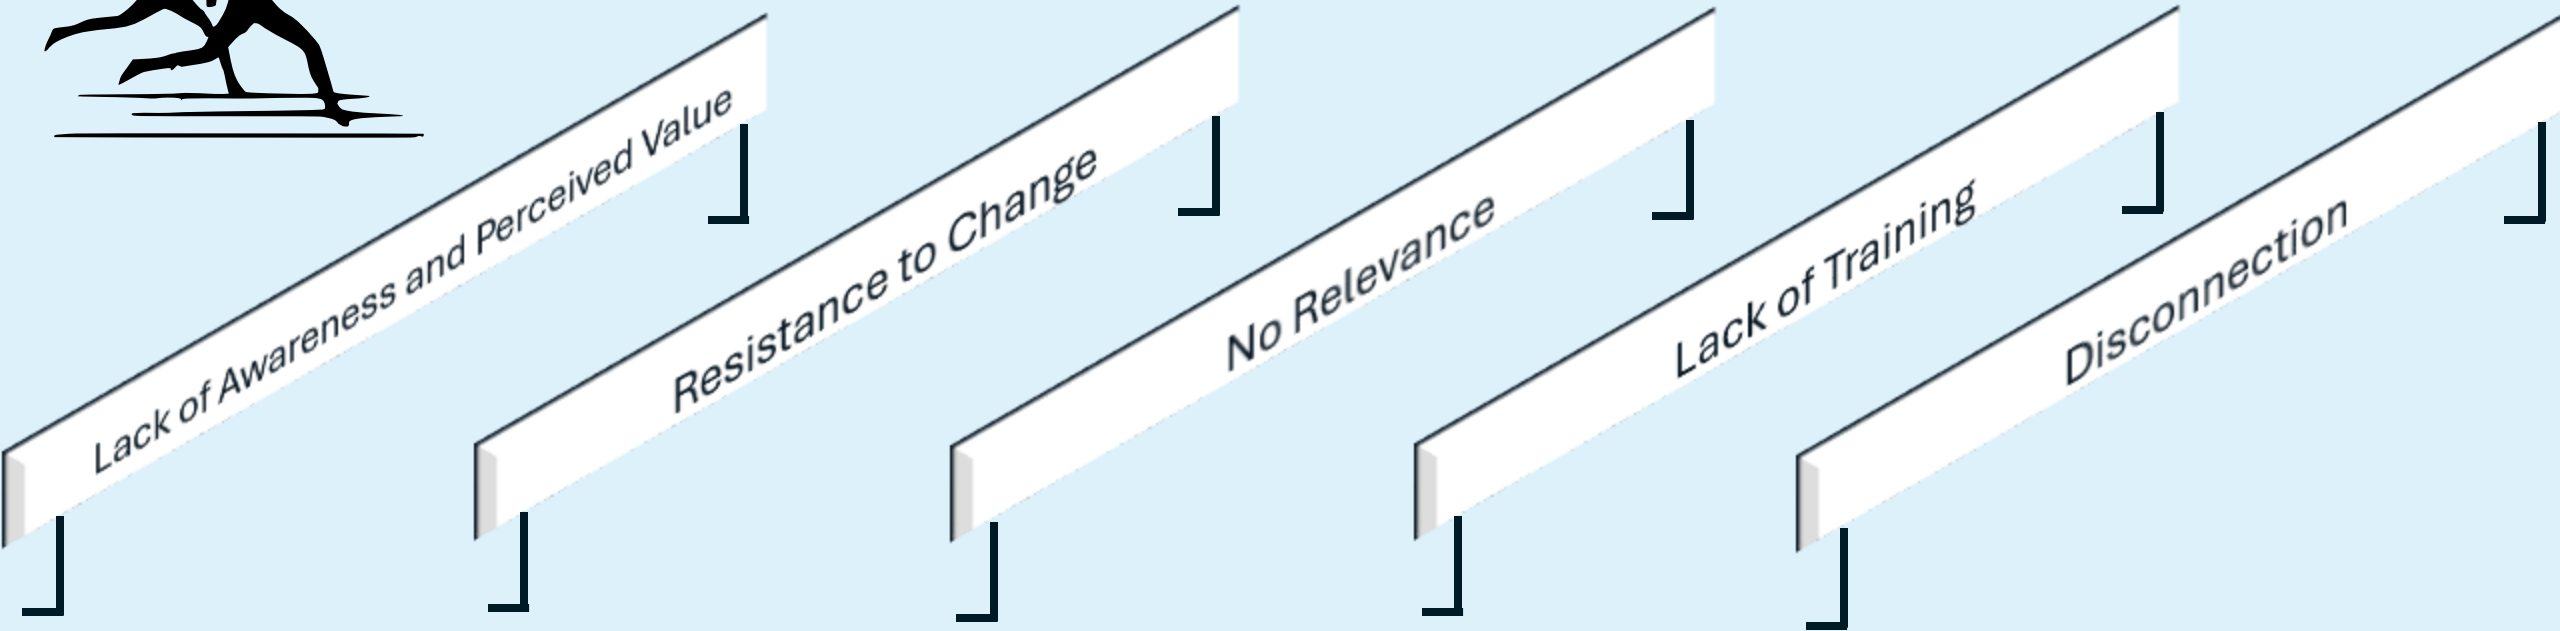 Lack of Awareness and Perceived Value
Resistance to Change
No Relevance
Lack of Training
Disconnection